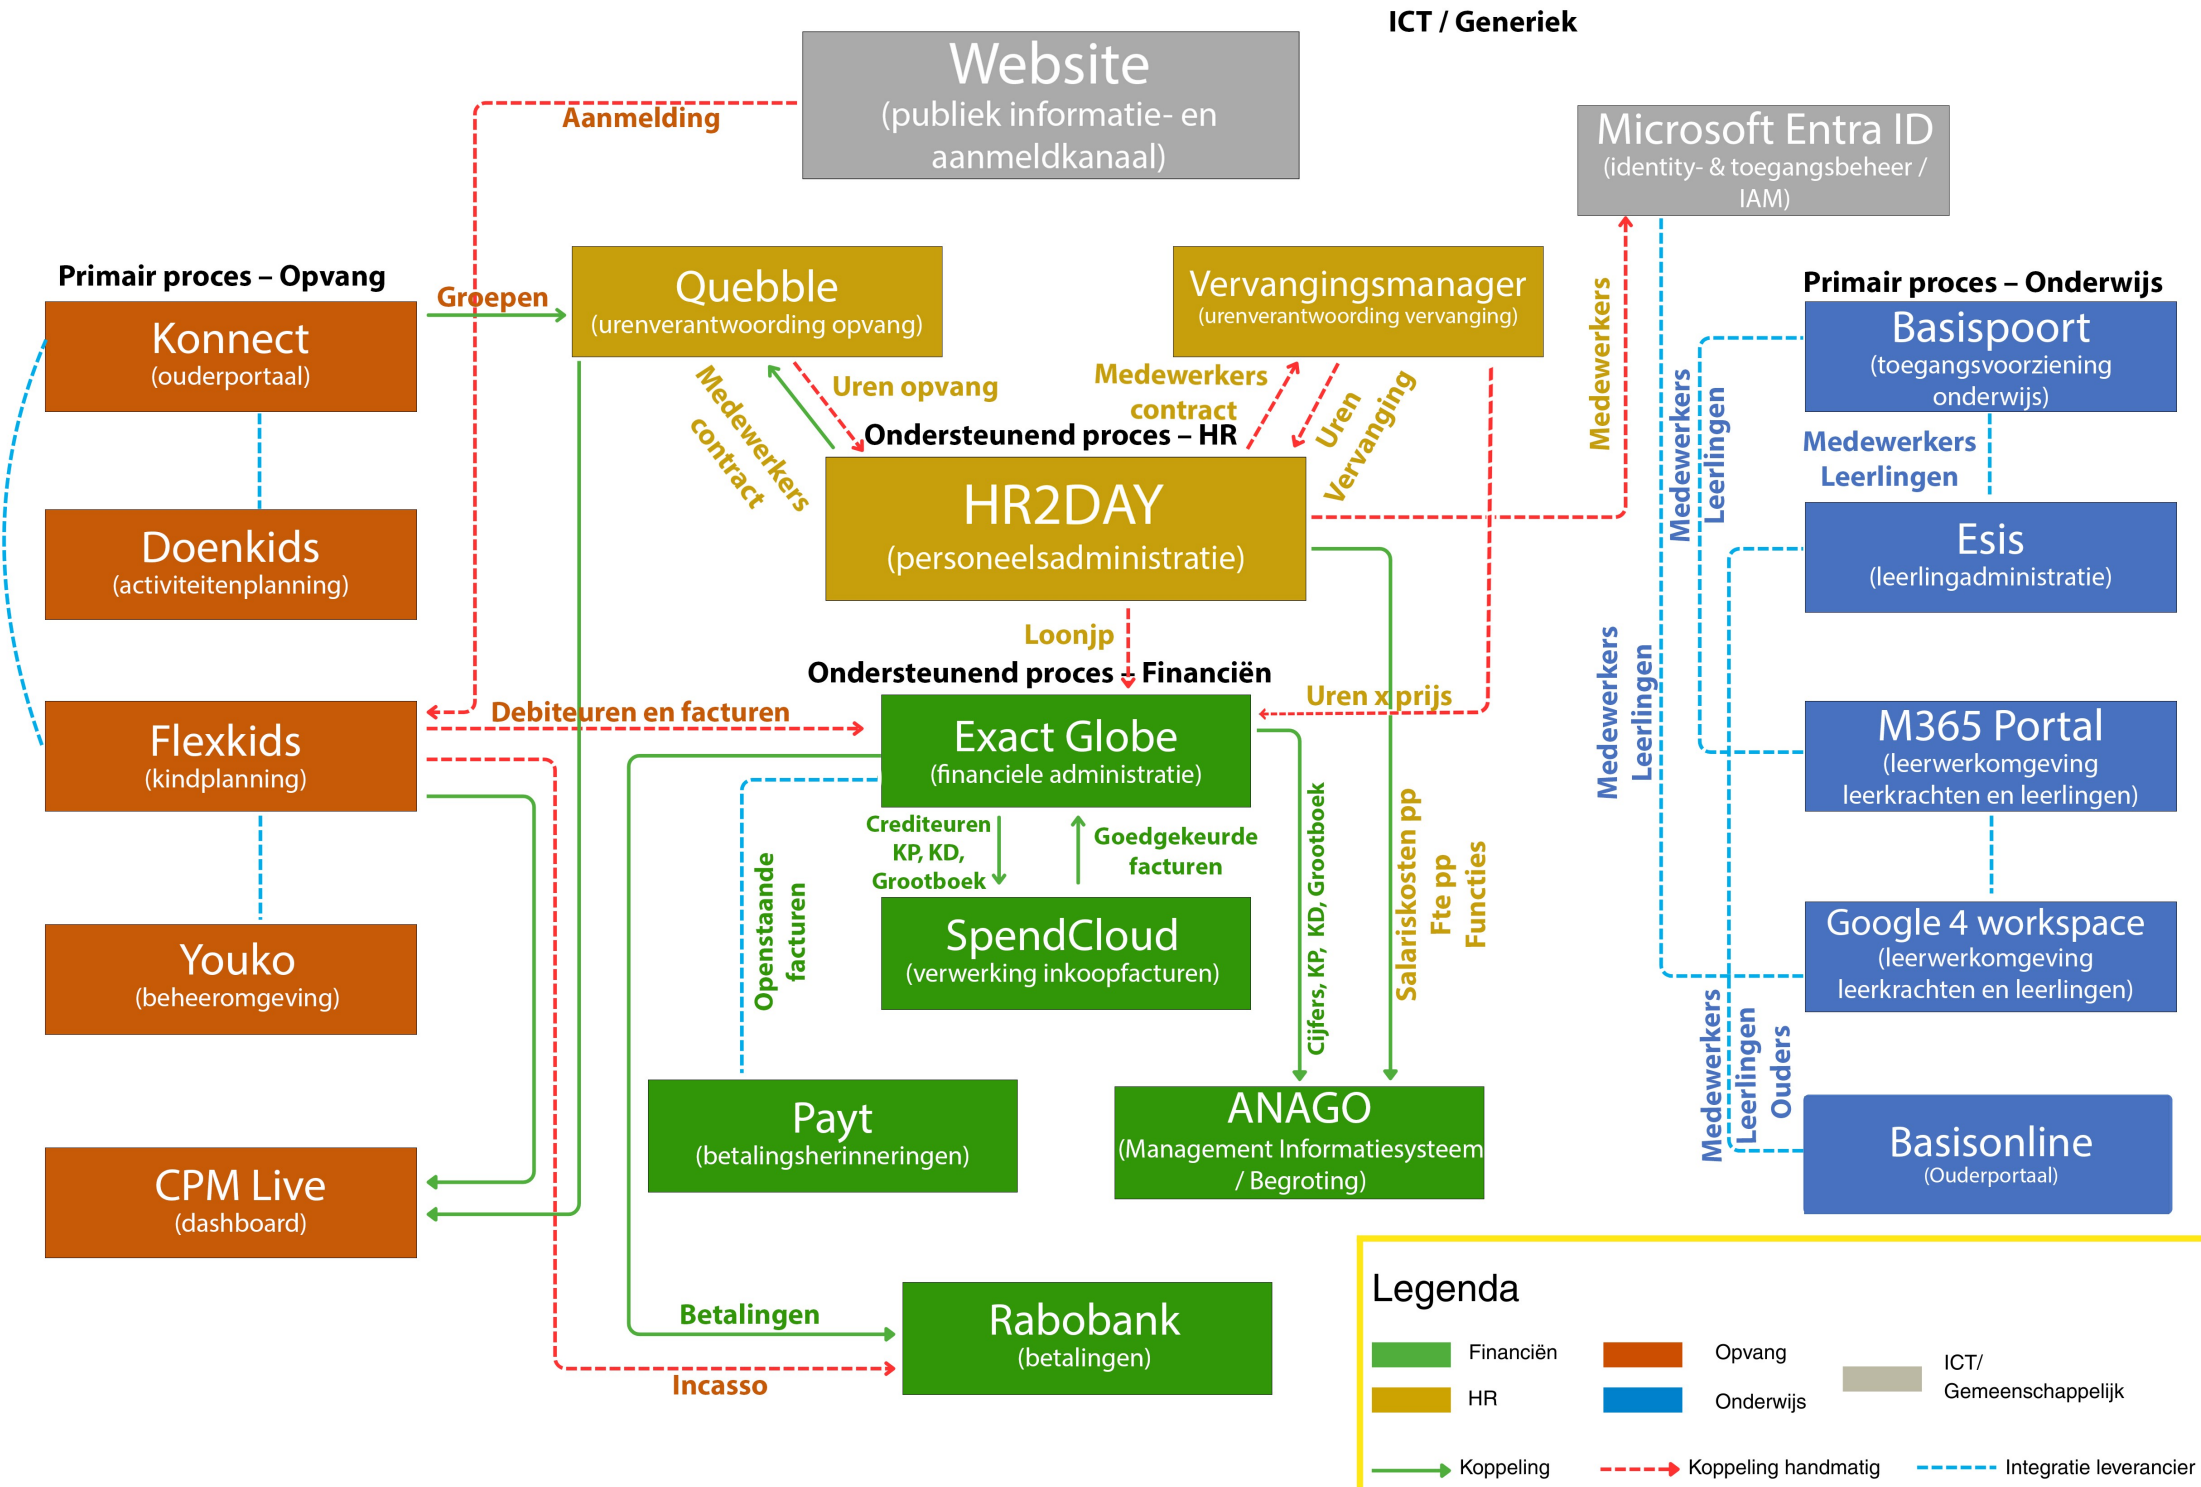 ICT / Generiek
Website
(publiek informatie- en
aanmeldkanaal)
Aanmelding
Microsoft Entra ID
(identity- & toegangsbeheer /
IAM)
Primair proces – Opvang
Groepen
Konnect
(ouderportaal)
Quebble
(urenverantwoording opvang)
Vervangingsmanager
(urenverantwoording vervanging)
Primair proces – Onderwijs
Basispoort
(toegangsvoorziening
onderwijs)
Medewerkers
contract
Uren opvang
Medewerkers
contract
Uren
Vervanging
Medewerkers
Medewerkers
Leerlingen
Medewerkers
Leerlingen
Ondersteunend proces – HR
HR2DAY
(personeelsadministratie)
Doenkids
(activiteitenplanning)
Esis
(leerlingadministratie)
Loonjp
Ondersteunend proces – Financiën
Medewerkers
Leerlingen
Flexkids
(kindplanning)
Debiteuren en facturen
Uren x prijs
Exact Globe
(financiele administratie)
M365 Portal
(leerwerkomgeving
leerkrachten en leerlingen)
Crediteuren
KP, KD,
Grootboek
Goedgekeurde
facturen
Openstaande
facturen
Cijfers, KP, KD, Grootboek
Salariskosten pp
Fte pp
Functies
Youko
(beheeromgeving)
SpendCloud
(verwerking inkoopfacturen)
Google 4 workspace
(leerwerkomgeving
leerkrachten en leerlingen)
Medewerkers
Leerlingen
Ouders
Payt
(betalingsherinneringen)
ANAGO
(Management Informatiesysteem
/ Begroting)
Basisonline
(Ouderportaal)
CPM Live
(dashboard)
Betalingen
Incasso
Rabobank
(betalingen)
Legenda
Financiën
Opvang
ICT/
Gemeenschappelijk
HR
Onderwijs
Koppeling
Koppeling handmatig
Integratie leverancier